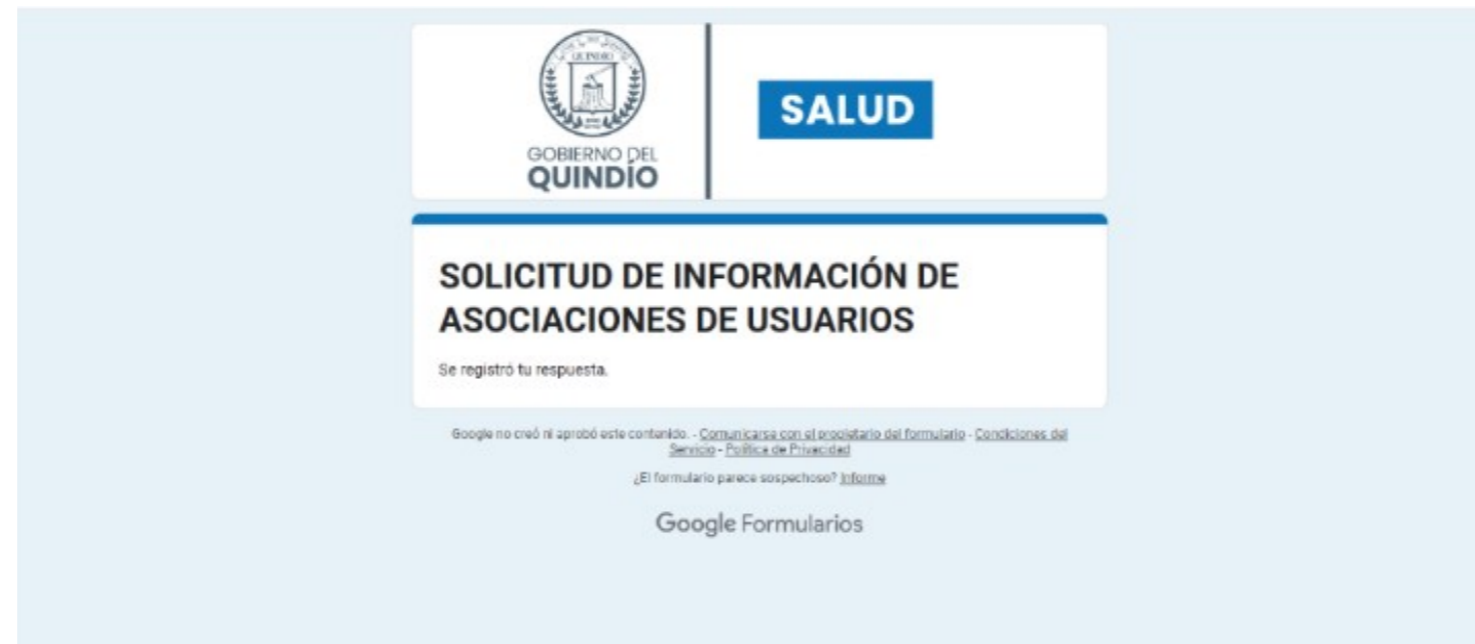 QUINDIO
GOBIERNO DEL
QUINDÍO
SALUD
SOLICITUD DE INFORMACIÓN DE
ASOCIACIONES DE USUARIOS
Se registró tu respuesta.
Google no creó ni aprobó este contenido. - Comunicarse con el propietario del formulario - Condiciones del
Servicio - Política de Privacidad
¿El formulario parece sospechoso? Informe
Google Formularios